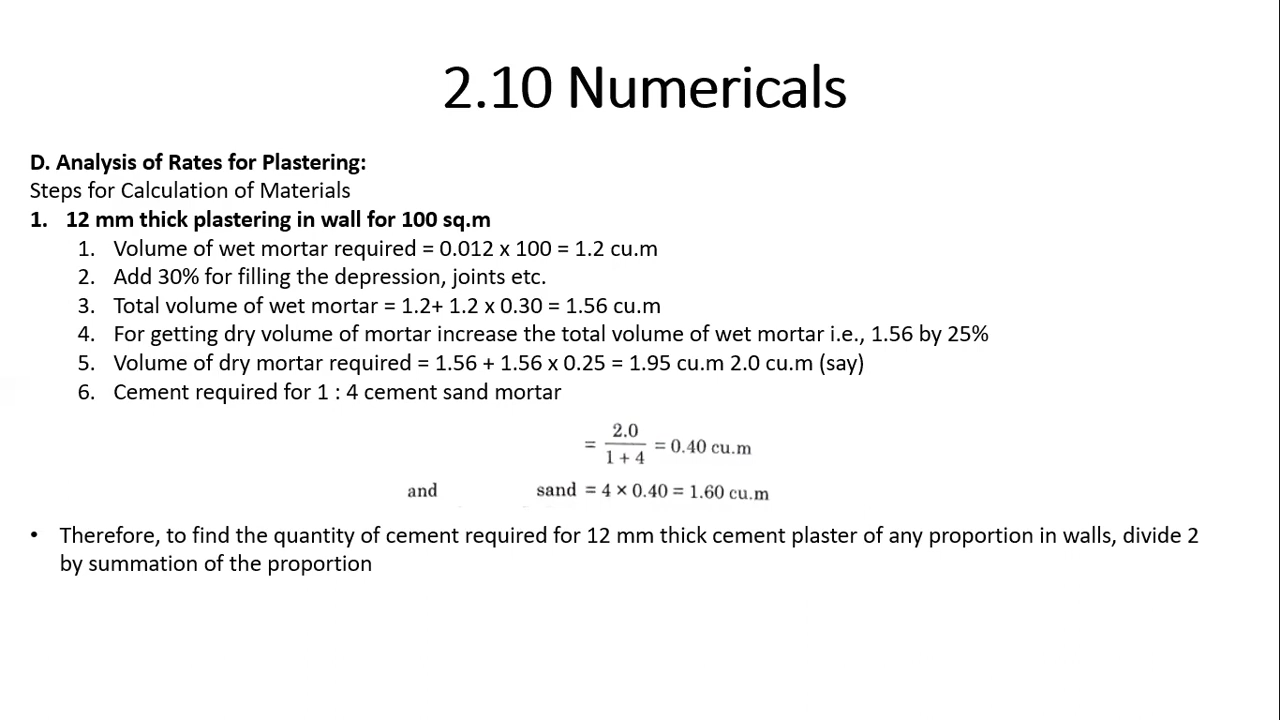 2.10 Numericals
D. Analysis of Rates for Plastering:
Steps for Calculation of Materials
1. 12 mm thick plastering in wall for 100 sq.m
1. Volume of wet mortar required = 0.012 x 100 = 1.2 cu.m
2. Add 30% for filling the depression, joints etc.
3. Total volume of wet mortar = 1.2+ 1.2 x 0.30 = 1.56 cu.m
4. For getting dry volume of mortar increase the total volume of wet mortar i.e., 1.56 by 25%
5. Volume of dry mortar required = 1.56 + 1.56 x 0.25 = 1.95 cu.m 2.0 cu.m (say)
6. Cement required for 1 : 4 cement sand mortar
= 2.0 / 1 + 4 = 0.40 cu.m
and sand = 4 × 0.40 = 1.60 cu.m
• Therefore, to find the quantity of cement required for 12 mm thick cement plaster of any proportion in walls, divide 2
by summation of the proportion